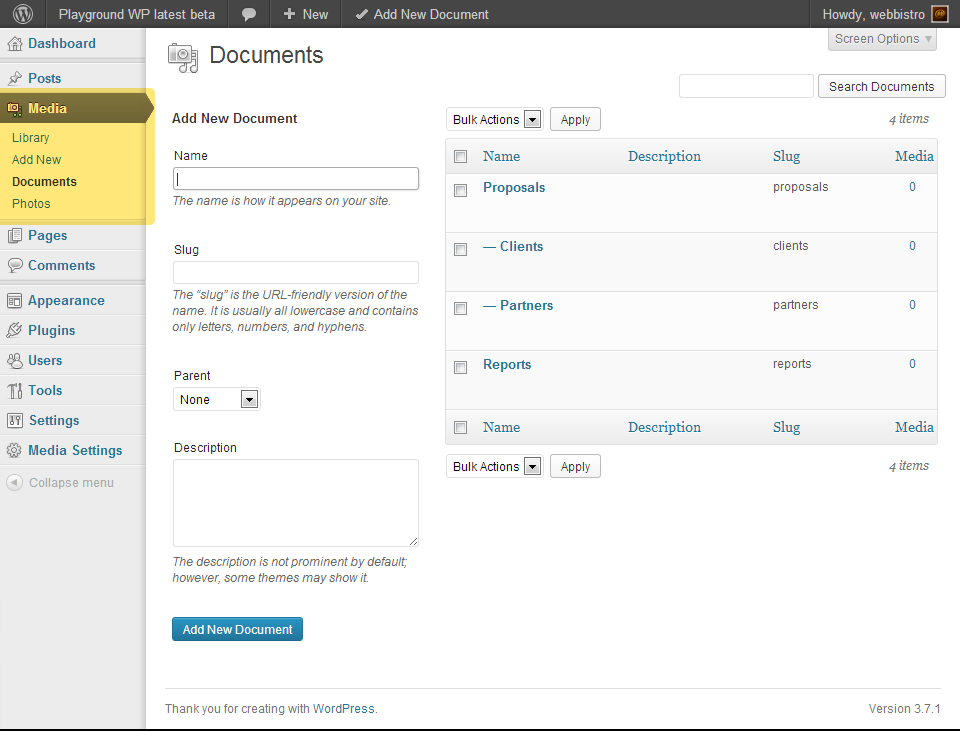 Playground WP latest beta
New
Add New Document
Howdy, webbistro
Screen Options
Dashboard
Posts
Media
Library
Add New
Documents
Photos
Pages
Comments
Appearance
Plugins
Users
Tools
Settings
Media Settings
Collapse menu
Documents
Search Documents
Add New Document
Name
The name is how it appears on your site.
Slug
The “slug” is the URL-friendly version of the
name. It is usually all lowercase and contains
only letters, numbers, and hyphens.
Parent
None
Description
The description is not prominent by default;
however, some themes may show it.
Add New Document
Bulk Actions Apply 4 items
Name Description Slug Media
Proposals proposals 0
— Clients clients 0
— Partners partners 0
Reports reports 0
Name Description Slug Media
Bulk Actions Apply 4 items
Thank you for creating with WordPress. Version 3.7.1